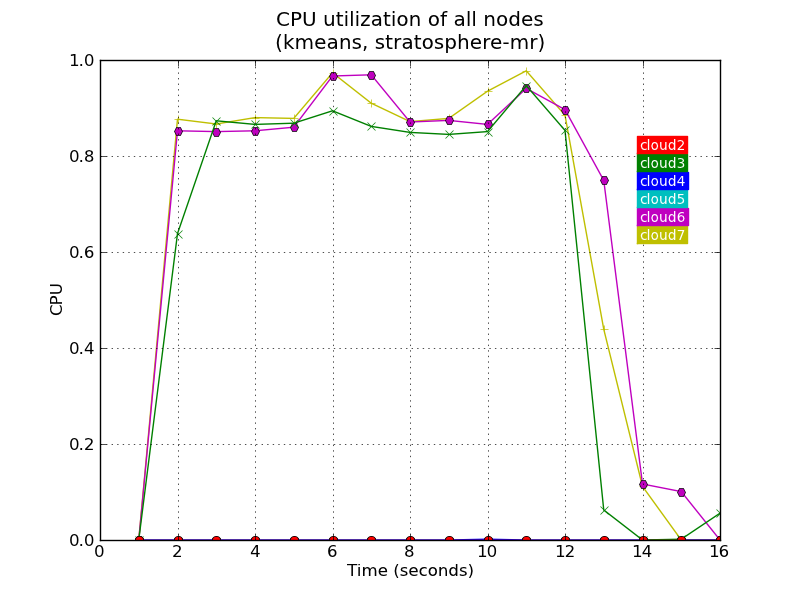 CPU utilization of all nodes
(kmeans, stratosphere-mr)
1.0
0.8
0.6
0.4
0.2
0.0
CPU
cloud2
cloud3
cloud4
cloud5
cloud6
cloud7
0 2 4 6 8 10 12 14 16
Time (seconds)